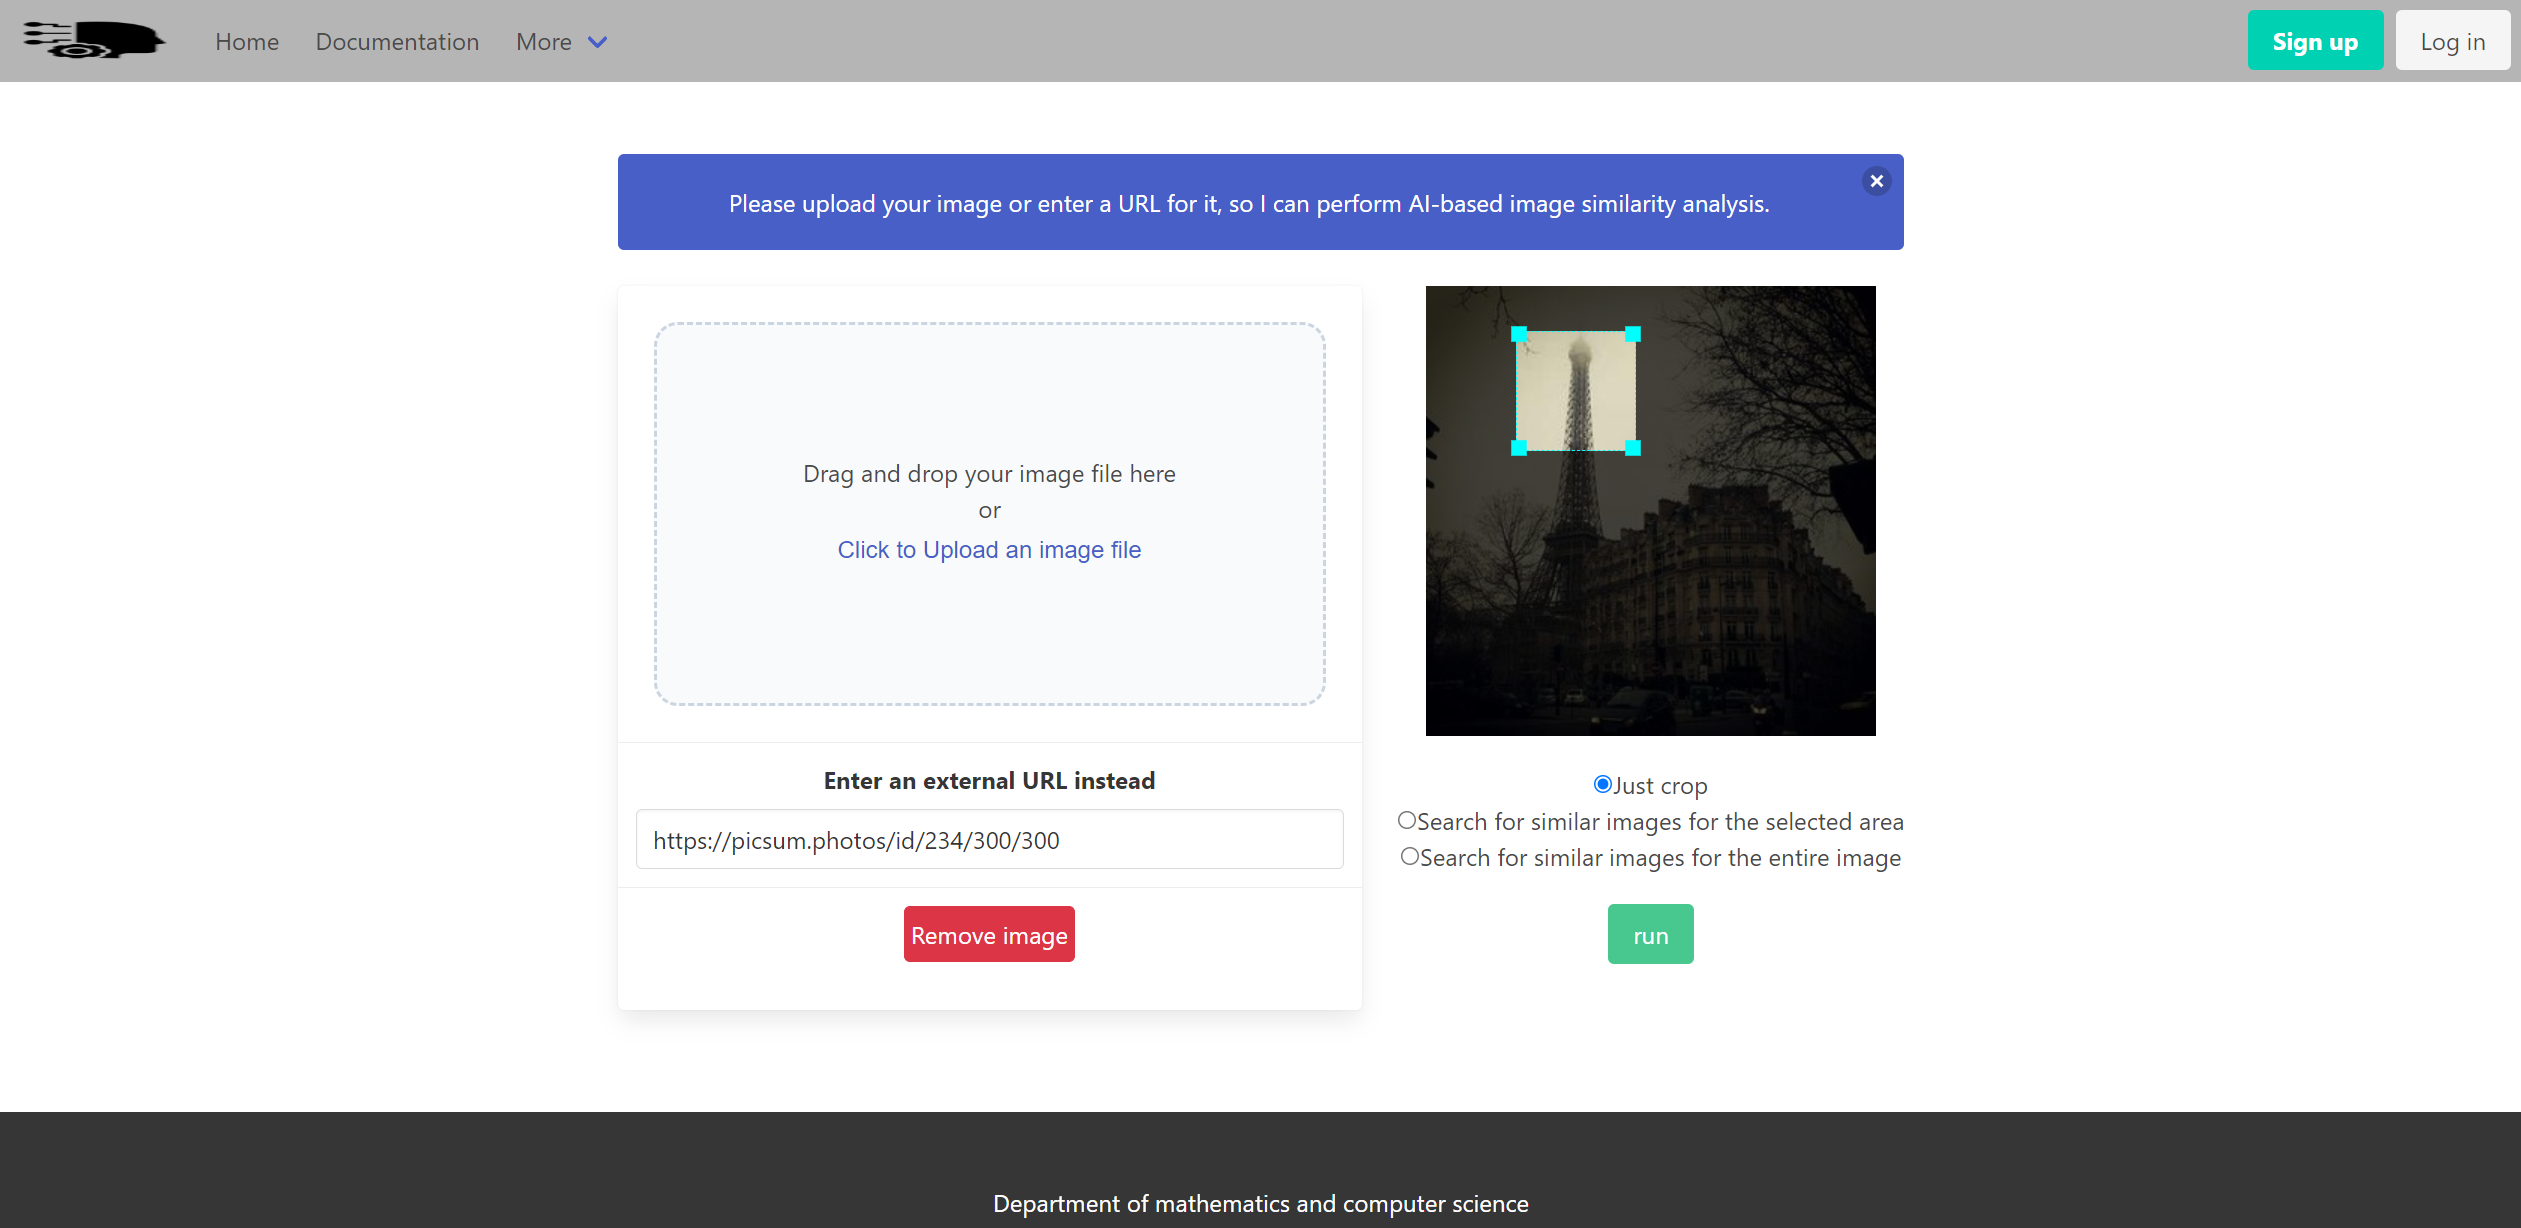 Home Documentation More Sign up Log in
Please upload your image or enter a URL for it, so I can perform AI-based image similarity analysis.
Drag and drop your image file here
or
Click to Upload an image file
Enter an external URL instead
https://picsum.photos/id/234/300/300
Remove image
Just crop
Search for similar images for the selected area
Search for similar images for the entire image
run
Department of mathematics and computer science